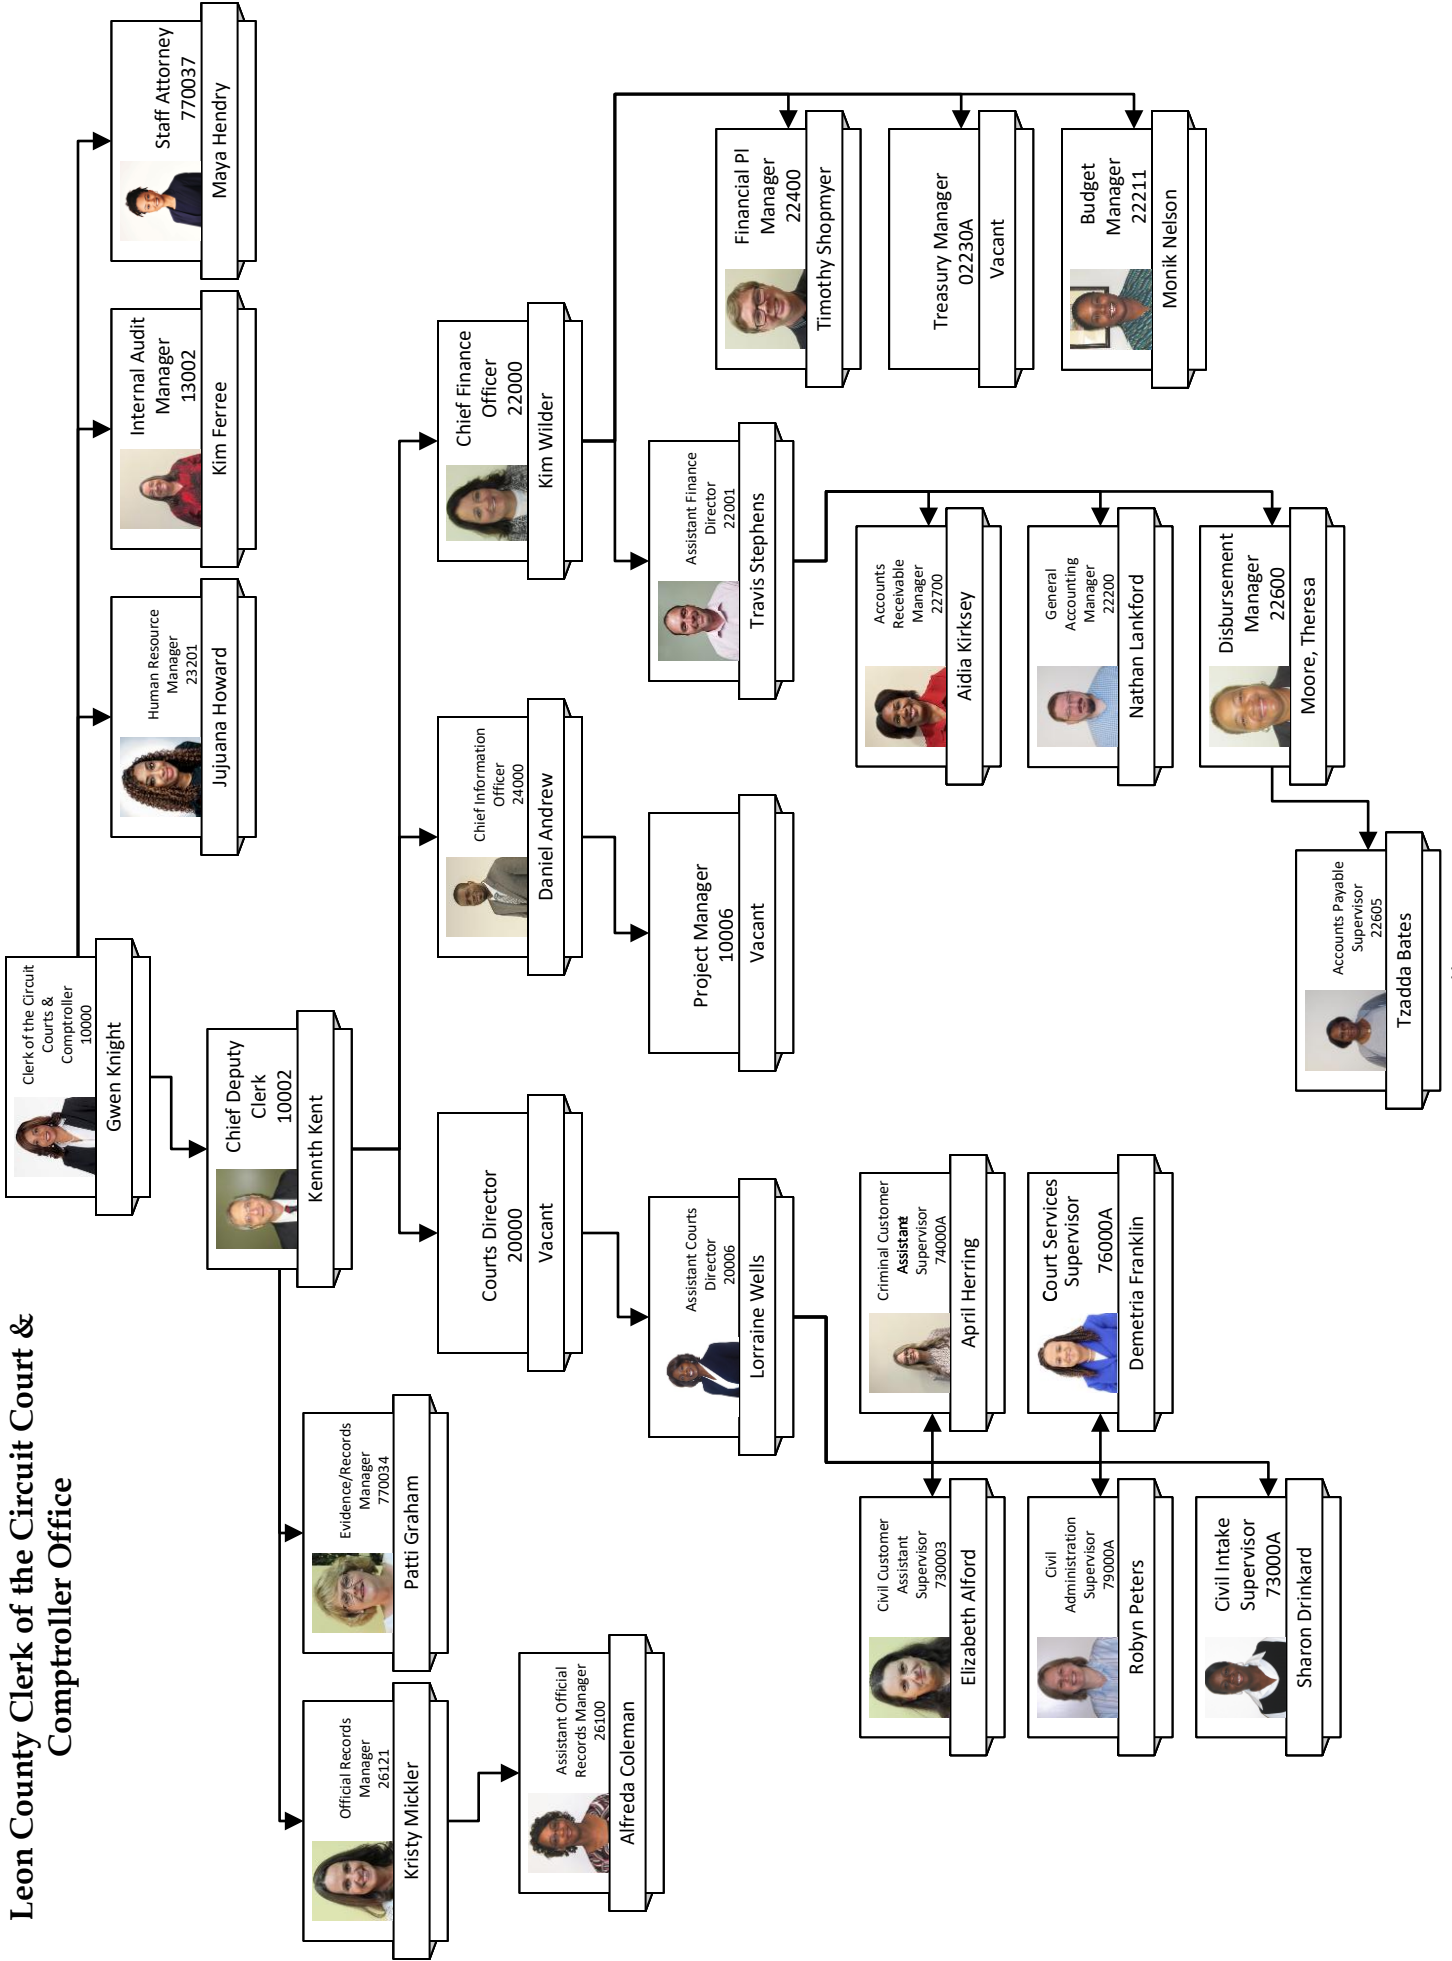 Leon County Clerk of the Circuit Court &
Comptroller Office
Clerk of the Circuit
Courts &
Comptroller
10000
Gwen Knight
Human Resource
Manager
23201
Jujuana Howard
Internal Audit
Manager
13002
Kim Ferree
Staff Attorney
770037
Maya Hendry
Chief Deputy
Clerk
10002
Kennth Kent
Official Records
Manager
26121
Kristy Mickler
Evidence/Records
Manager
770034
Patti Graham
Courts Director
20000
Vacant
Chief Information
Officer
24000
Daniel Andrew
Chief Finance
Officer
22000
Kim Wilder
Assistant Official
Records Manager
26100
Alfreda Coleman
Assistant Courts
Director
20006
Lorraine Wells
Project Manager
10006
Vacant
Assistant Finance
Director
22001
Travis Stephens
Financial Pl
Manager
22400
Timothy Shopmyer
Civil Customer
Assistant
Supervisor
730003
Elizabeth Alford
Criminal Customer
Assistant
Supervisor
74000A
April Herring
Accounts
Receivable
Manager
22700
Aidia Kirksey
Treasury Manager
02230A
Vacant
Civil
Administration
Supervisor
79000A
Robyn Peters
Court Services
Supervisor
76000A
Demetria Franklin
General
Accounting
Manager
22200
Nathan Lankford
Budget
Manager
22211
Monik Nelson
Civil Intake
Supervisor
73000A
Sharon Drinkard
Disbursement
Manager
22600
Moore, Theresa
Accounts Payable
Supervisor
22605
Tzadda Bates